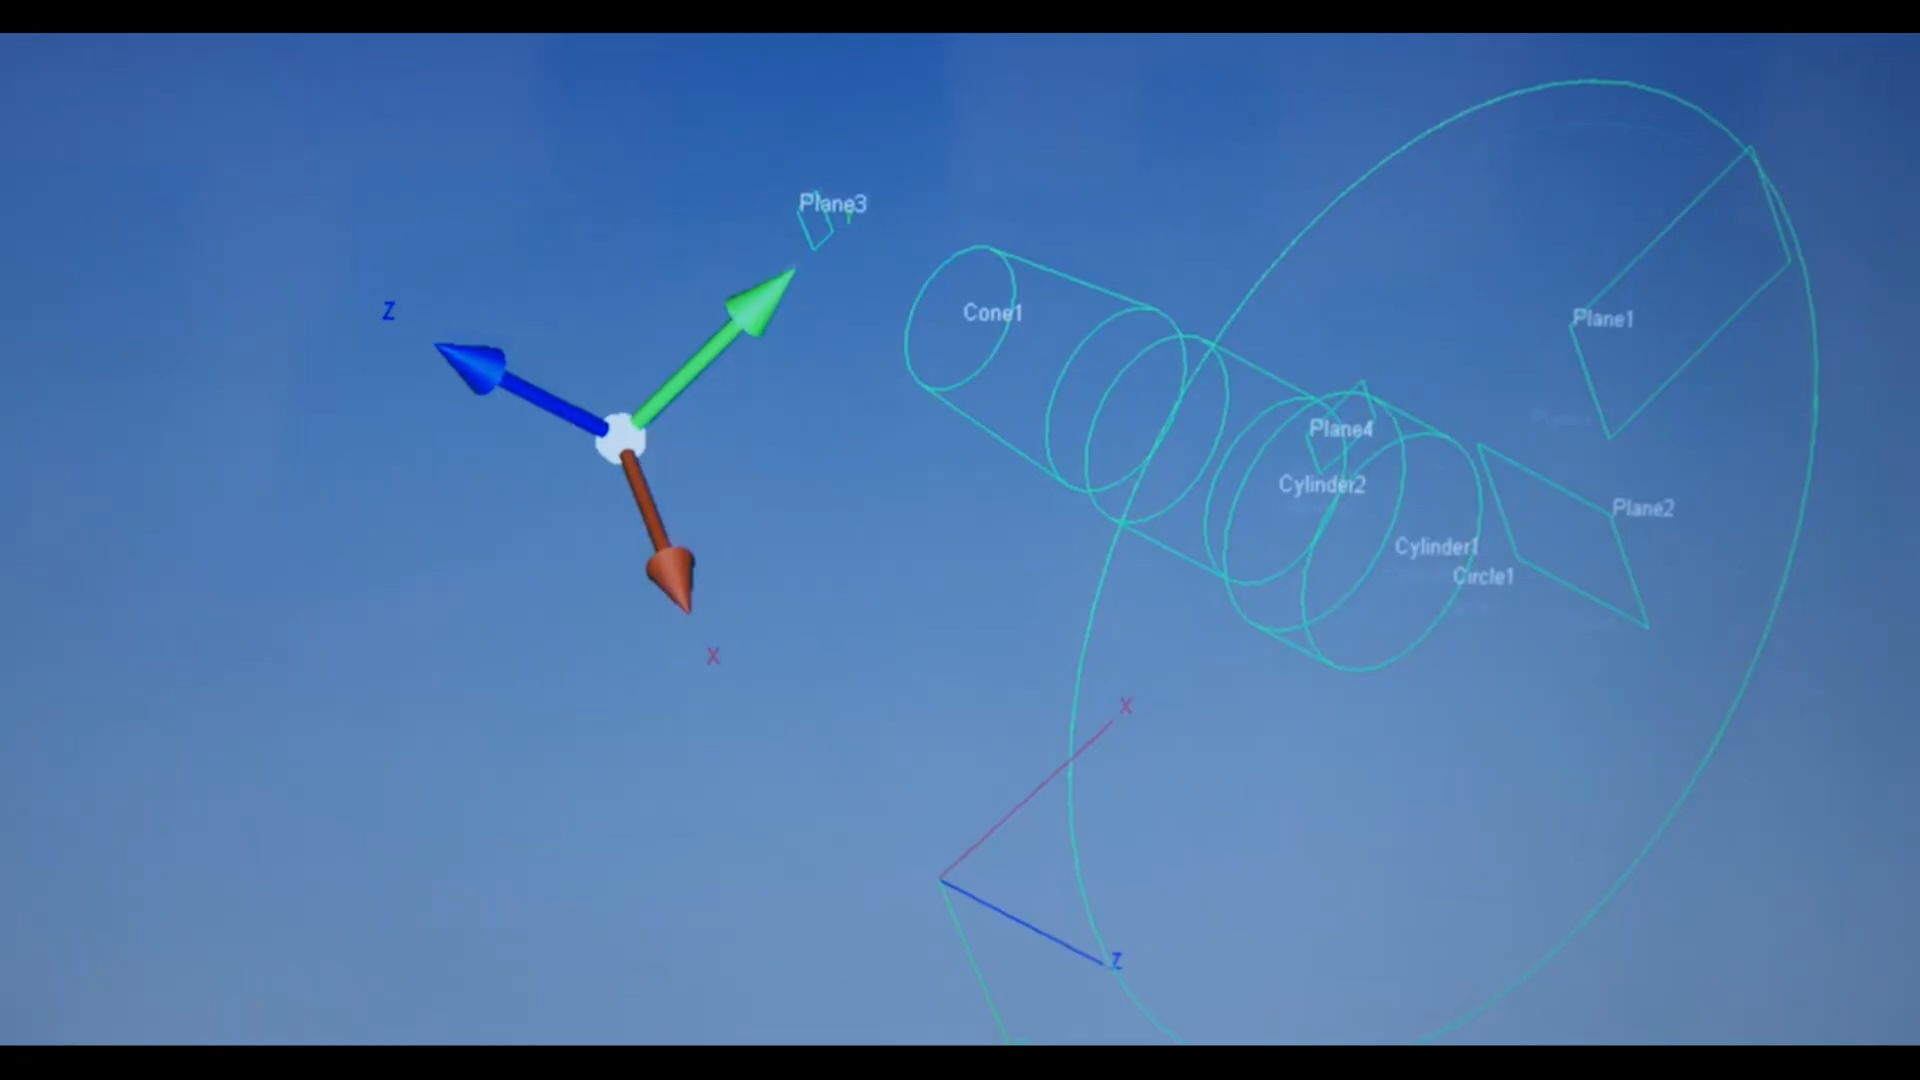 Plane3
Y
Z
Cone1
Plane1
Plane4
Cylinder2
Plane2
Cylinder1
Circle1
X
X
Z